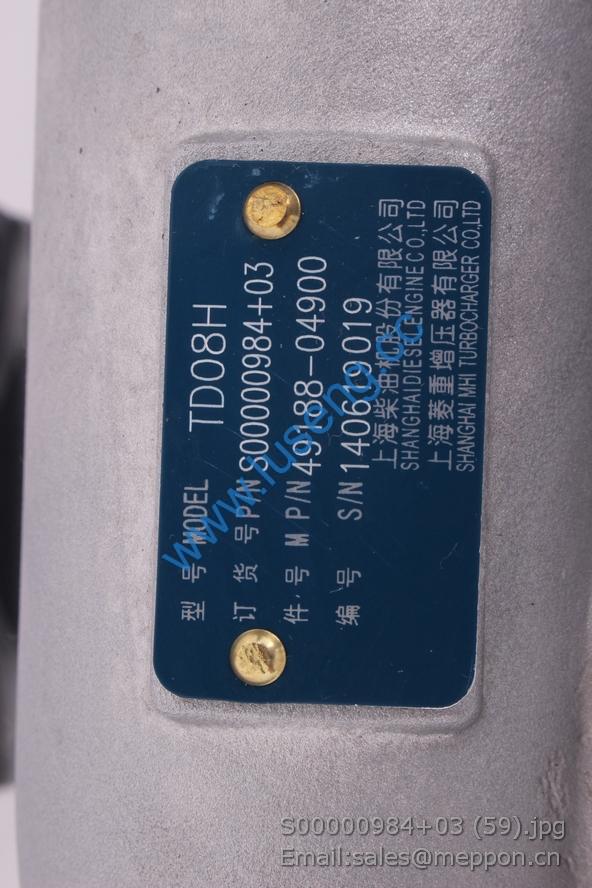 型号 MODEL TD08H
订货号 P/N S00000984+03
件号 M P/N 49188-04900
编号 S/N 140619019
上海柴油机股份有限公司
SHANGHAI DIESEL ENGINE CO.,LTD
上海菱重增压器有限公司
SHANGHAI MHI TURBOCHARGER CO.,LTD
www.fuseng.cc
S00000984+03 (59).jpg
Email:sales@meppon.cn